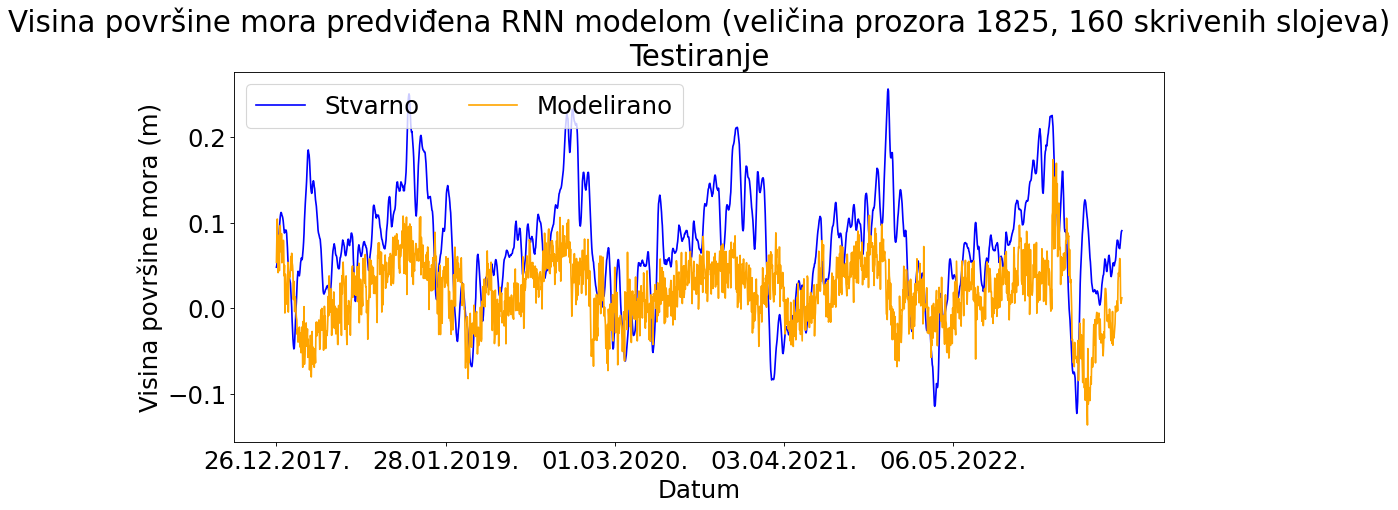 Visina površine mora predviđena RNN modelom (veličina prozora 1825, 160 skrivenih slojeva)
Testiranje
Stvarno
Modelirano
Visina površine mora (m)
0.2
0.1
0.0
−0.1
26.12.2017.
28.01.2019.
01.03.2020.
03.04.2021.
06.05.2022.
Datum